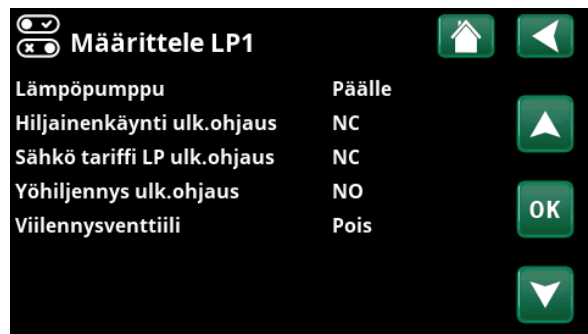 Määrittele LP1
Lämpöpumppu Päälle
Hiljainenkäynti ulk.ohjaus NC
Sähkö tariffi LP ulk.ohjaus NC
Yöhiljennys ulk.ohjaus NO
Viilennysventtiili Pois
OK